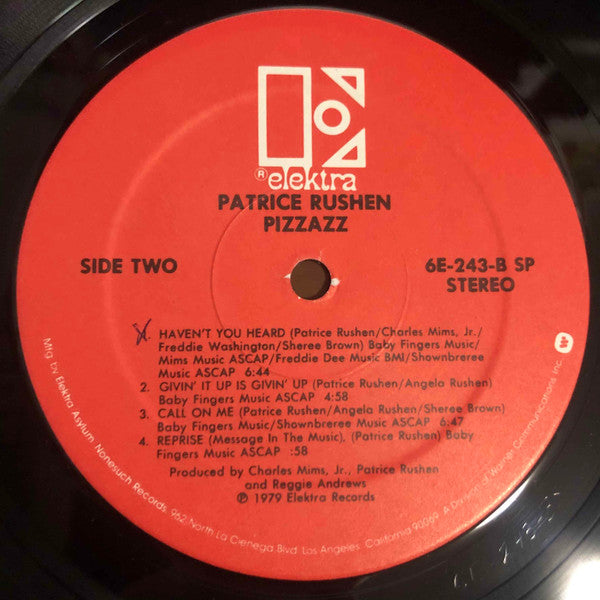 ® elektra
PATRICE RUSHEN
PIZZAZZ
SIDE TWO
6E-243-B SP
STEREO
HAVEN'T YOU HEARD (Patrice Rushen/Charles Mims, Jr./
Freddie Washington/Sheree Brown) Baby Fingers Music/
Mims Music ASCAP/Freddie Dee Music BMI/Shownbreree
Music ASCAP 6:44
2. GIVIN' IT UP IS GIVIN' UP (Patrice Rushen/Angela Rushen)
Baby Fingers Music ASCAP 4:58
3. CALL ON ME (Patrice Rushen/Angela Rushen/Sheree Brown)
Baby Fingers Music/Shownbreree Music ASCAP 6:47
4. REPRISE (Message In The Music), (Patrice Rushen) Baby
Fingers Music ASCAP :58
Produced by Charles Mims, Jr., Patrice Rushen
and Reggie Andrews
℗ 1979 Elektra Records
Mfg by Elektra Asylum Nonesuch Records, 962 North La Cienega Blvd Los Angeles, California 90069 A Division of Warner Communications Inc